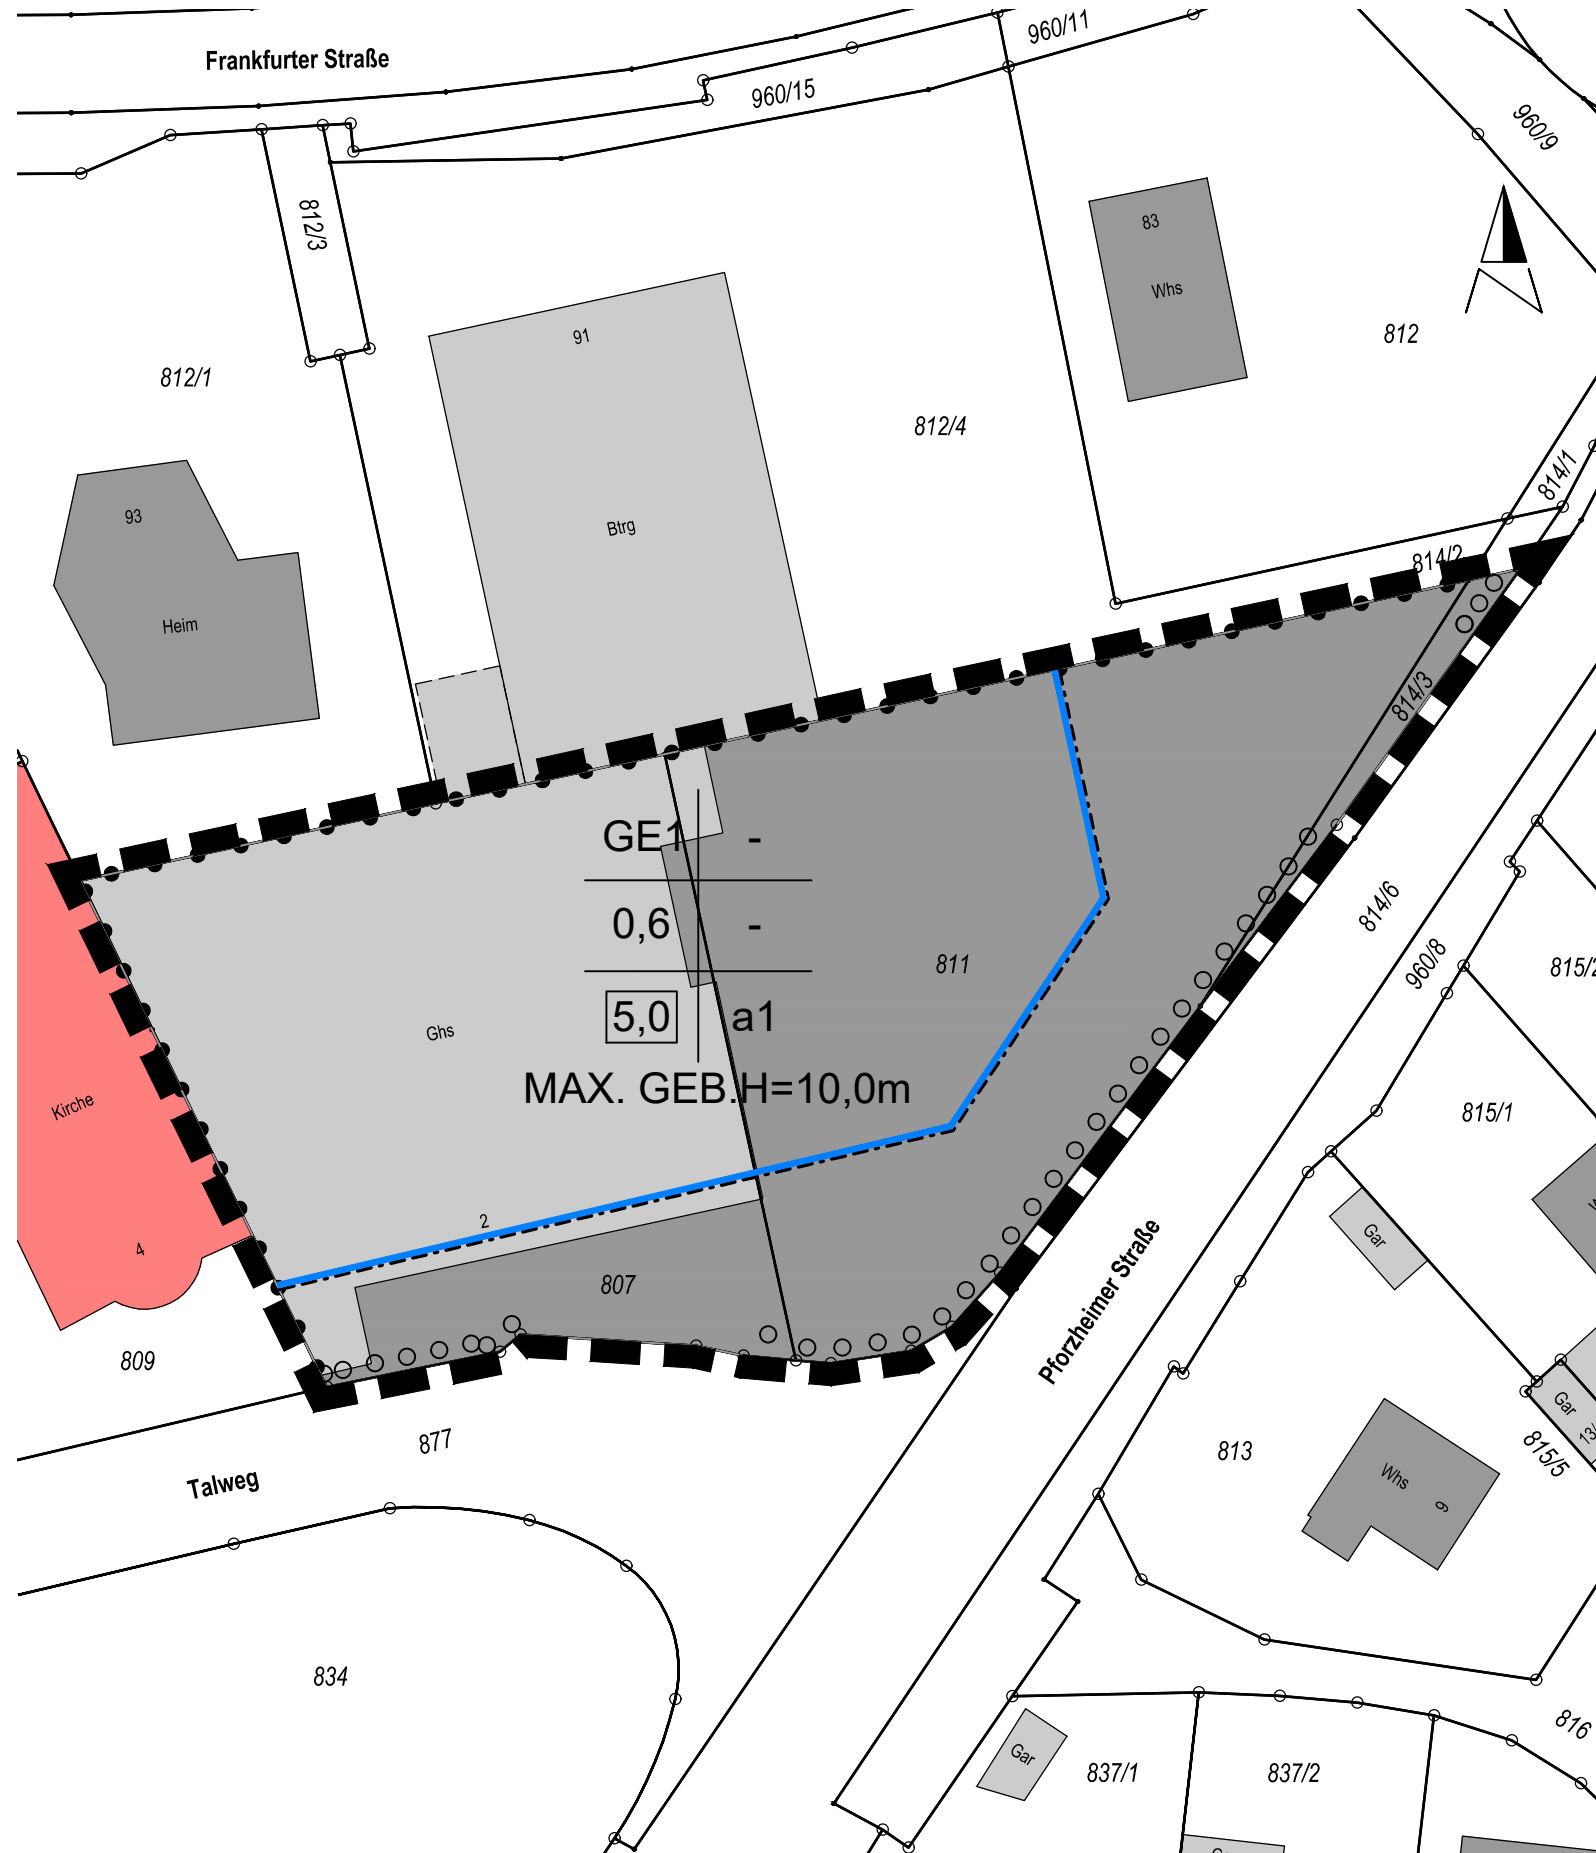 960/11
Frankfurter Straße
960/15
960/9
812/3
83
Whs
812
91
812/1
812/4
814/1
93
Btrg
814/2
Heim
814/3
GE1 -
814/6
0,6 -
811
960/8
815/2
5,0 a1
Ghs
MAX. GEB.H=10,0m
Kirche
815/1
2
4
Gar
807
Pforzheimer Straße
809
877
Gar
13/
813
815/5
Talweg
Whs
9
834
816
Gar
837/1
837/2